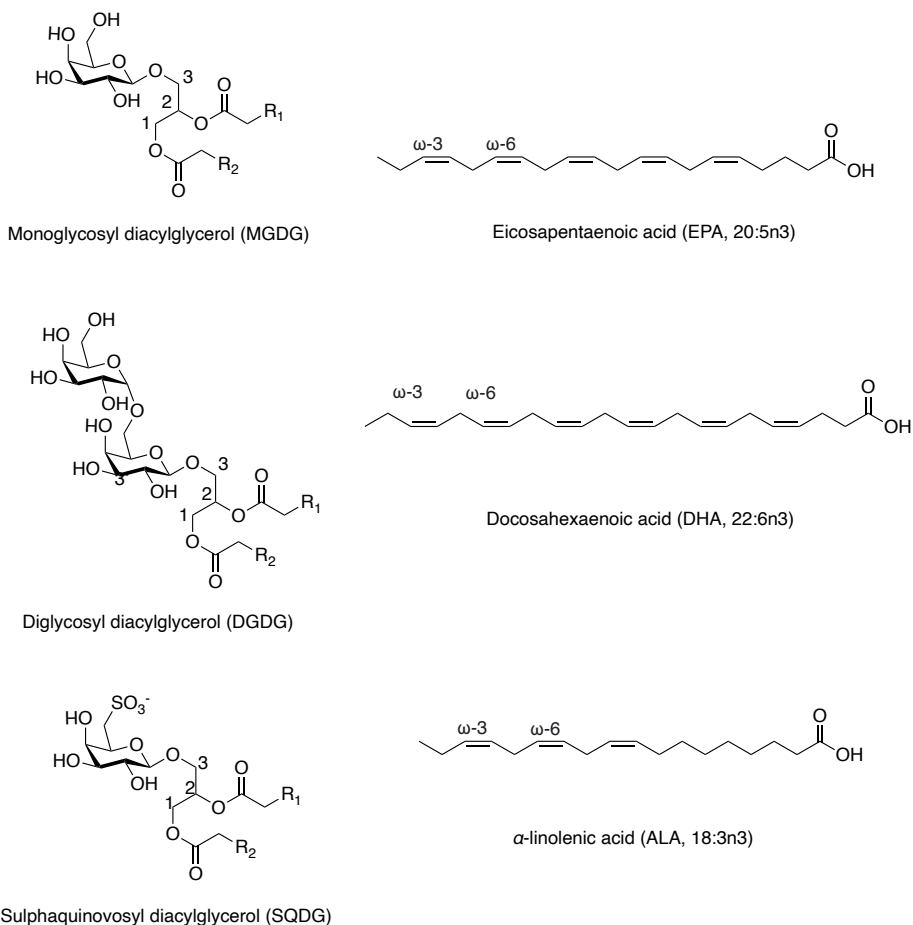 OH
HO
O
O
3
HO
OH
2
O
R1
1
O
O
R2
O
Monoglycosyl diacylglycerol (MGDG)
ω-3
ω-6
O
OH
Eicosapentaenoic acid (EPA, 20:5n3)
OH
HO
O
HO
OH
O
HO
O
O
3
HO
3
OH
2
O
R1
1
O
O
R2
O
Diglycosyl diacylglycerol (DGDG)
ω-3
ω-6
O
OH
Docosahexaenoic acid (DHA, 22:6n3)
SO3-
HO
O
O
3
HO
OH
2
O
R1
1
O
O
R2
O
Sulphaquinovosyl diacylglycerol (SQDG)
ω-3
ω-6
O
OH
α-linolenic acid (ALA, 18:3n3)